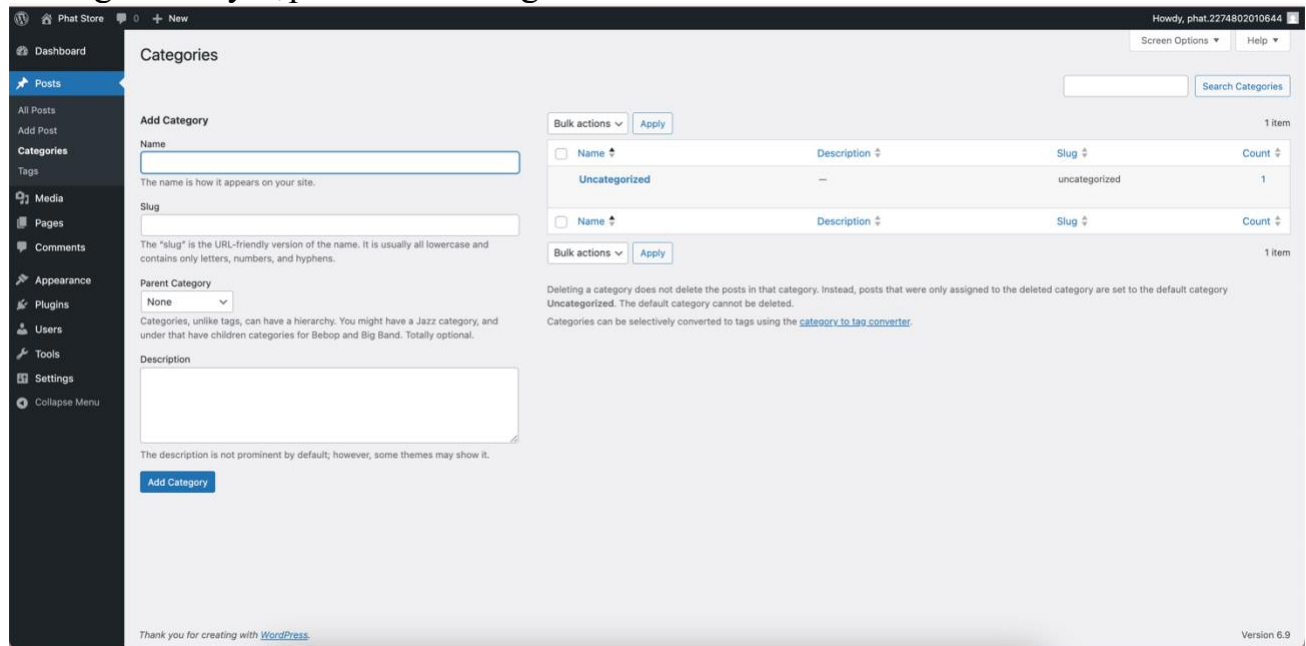 Phat Store 0 + New Howdy, phat.2274802010644
Screen Options ▼ Help ▼
Dashboard
Posts
All Posts
Add Post
Categories
Tags
Media
Pages
Comments
Appearance
Plugins
Users
Tools
Settings
Collapse Menu
Categories
Search Categories
Add Category
Name
The name is how it appears on your site.
Slug
The "slug" is the URL-friendly version of the name. It is usually all lowercase and
contains only letters, numbers, and hyphens.
Parent Category
None
Categories, unlike tags, can have a hierarchy. You might have a Jazz category, and
under that have children categories for Bebop and Big Band. Totally optional.
Description
The description is not prominent by default; however, some themes may show it.
Add Category
Bulk actions Apply 1 item
Name Description Slug Count
Uncategorized — uncategorized 1
Name Description Slug Count
Bulk actions Apply 1 item
Deleting a category does not delete the posts in that category. Instead, posts that were only assigned to the deleted category are set to the default category
Uncategorized. The default category cannot be deleted.
Categories can be selectively converted to tags using the category to tag converter.
Thank you for creating with WordPress. Version 6.9